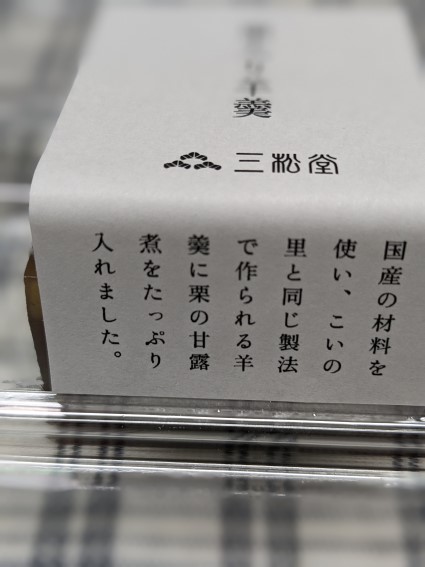 羊羹
三松堂
国産の材料を
使い、こいの
里と同じ製法
で作られる羊
羹に栗の甘露
煮をたっぷり
入れました。